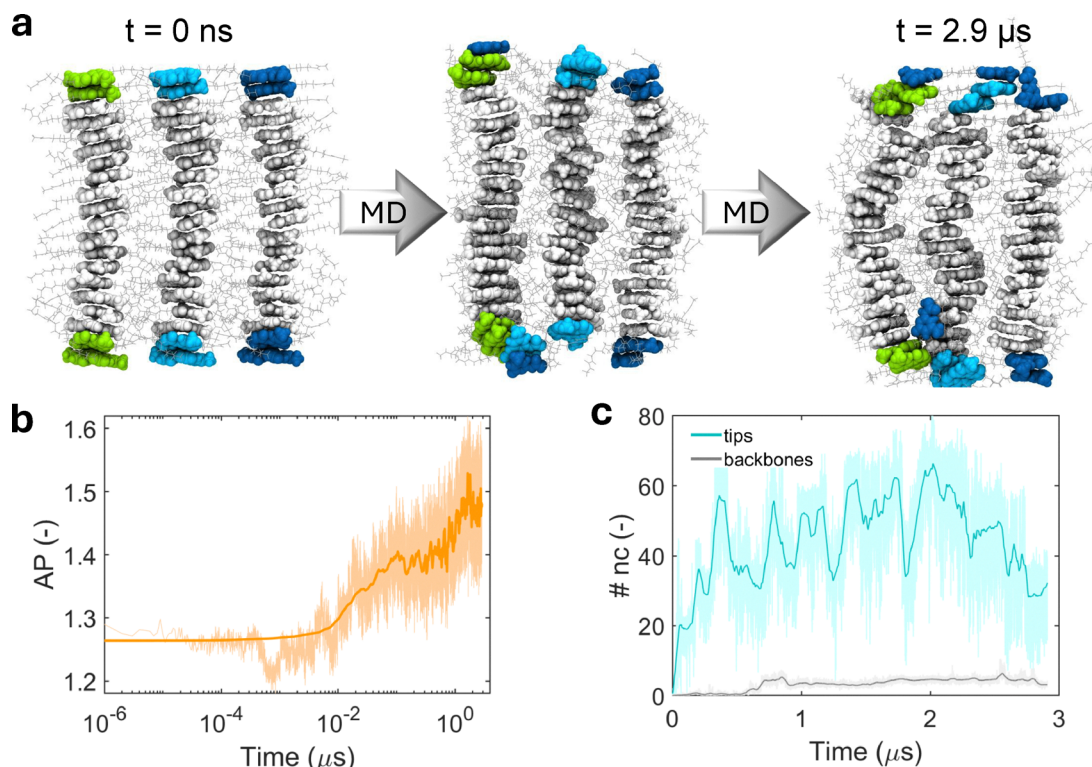 a
t = 0 ns
t = 2.9 µs
MD
MD
b
1.6
1.5
1.4
1.3
1.2
AP (-)
10⁻⁶
10⁻⁴
10⁻²
10⁰
Time (µs)
c
80
60
40
20
0
# nc (-)
tips
backbones
0
1
2
3
Time (µs)